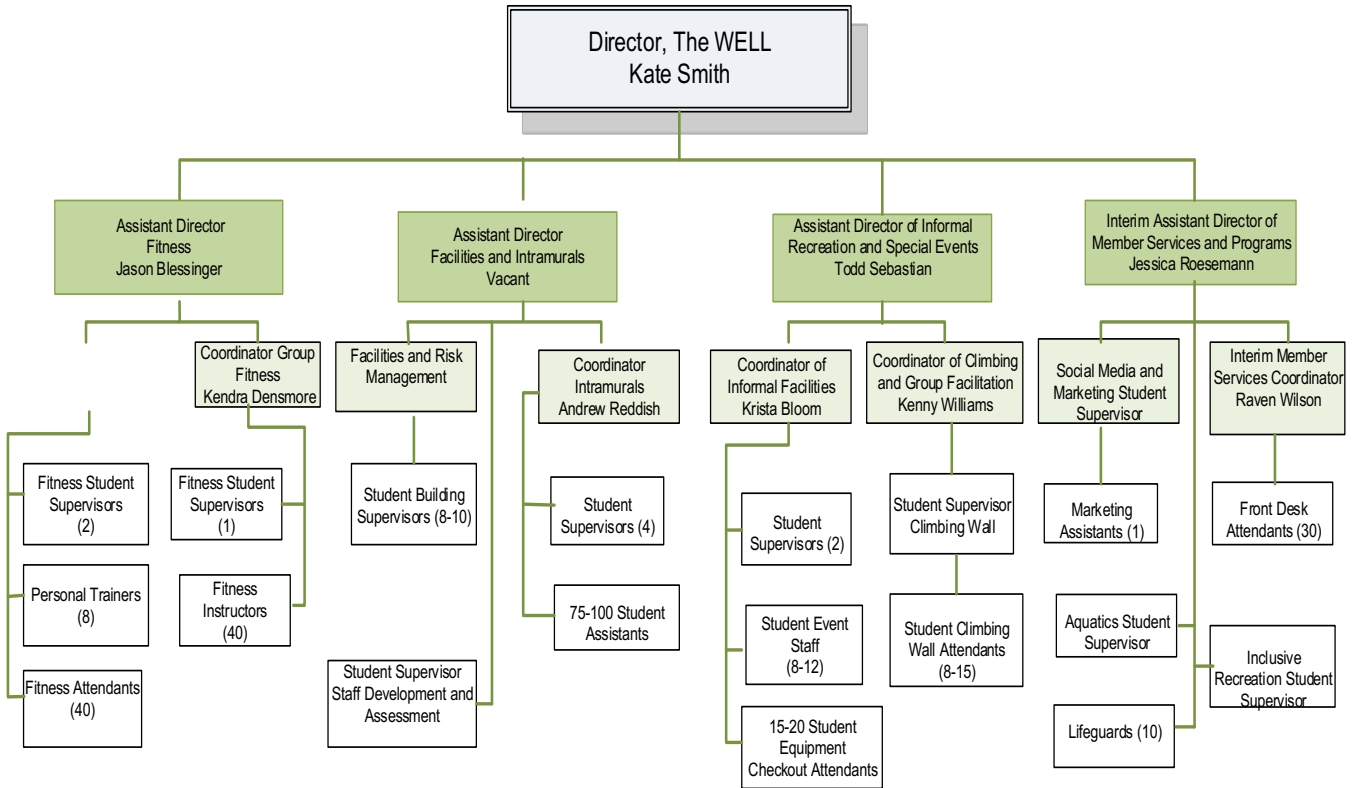 Director, The WELL
Kate Smith
Assistant Director
Fitness
Jason Blessinger
Assistant Director
Facilities and Intramurals
Vacant
Assistant Director of Informal
Recreation and Special Events
Todd Sebastian
Interim Assistant Director of
Member Services and Programs
Jessica Roesemann
Coordinator Group
Fitness
Kendra Densmore
Facilities and Risk
Management
Coordinator
Intramurals
Andrew Reddish
Coordinator of
Informal Facilities
Krista Bloom
Coordinator of Climbing
and Group Facilitation
Kenny Williams
Social Media and
Marketing Student
Supervisor
Interim Member
Services Coordinator
Raven Wilson
Fitness Student
Supervisors
(2)
Fitness Student
Supervisors
(1)
Student Building
Supervisors (8-10)
Student
Supervisors (4)
Student
Supervisors (2)
Student Supervisor
Climbing Wall
Marketing
Assistants (1)
Front Desk
Attendants (30)
Personal Trainers
(8)
Fitness
Instructors
(40)
75-100 Student
Assistants
Student Event
Staff
(8-12)
Student Climbing
Wall Attendants
(8-15)
Aquatics Student
Supervisor
Inclusive
Recreation Student
Supervisor
Fitness Attendants
(40)
Student Supervisor
Staff Development and
Assessment
15-20 Student
Equipment
Checkout Attendants
Lifeguards (10)